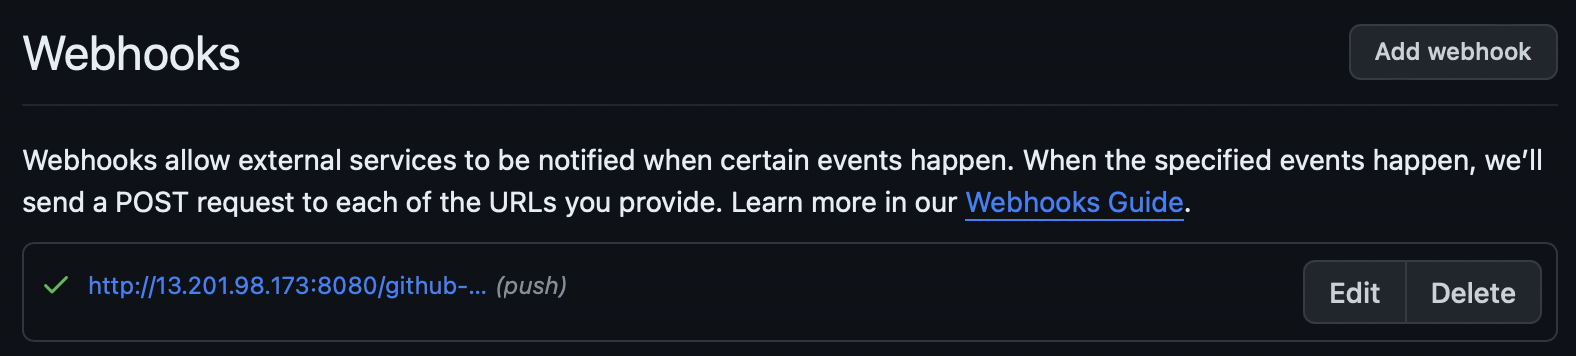 Webhooks
Add webhook
Webhooks allow external services to be notified when certain events happen. When the specified events happen, we’ll
send a POST request to each of the URLs you provide. Learn more in our Webhooks Guide.
http://13.201.98.173:8080/github-... (push)
Edit
Delete